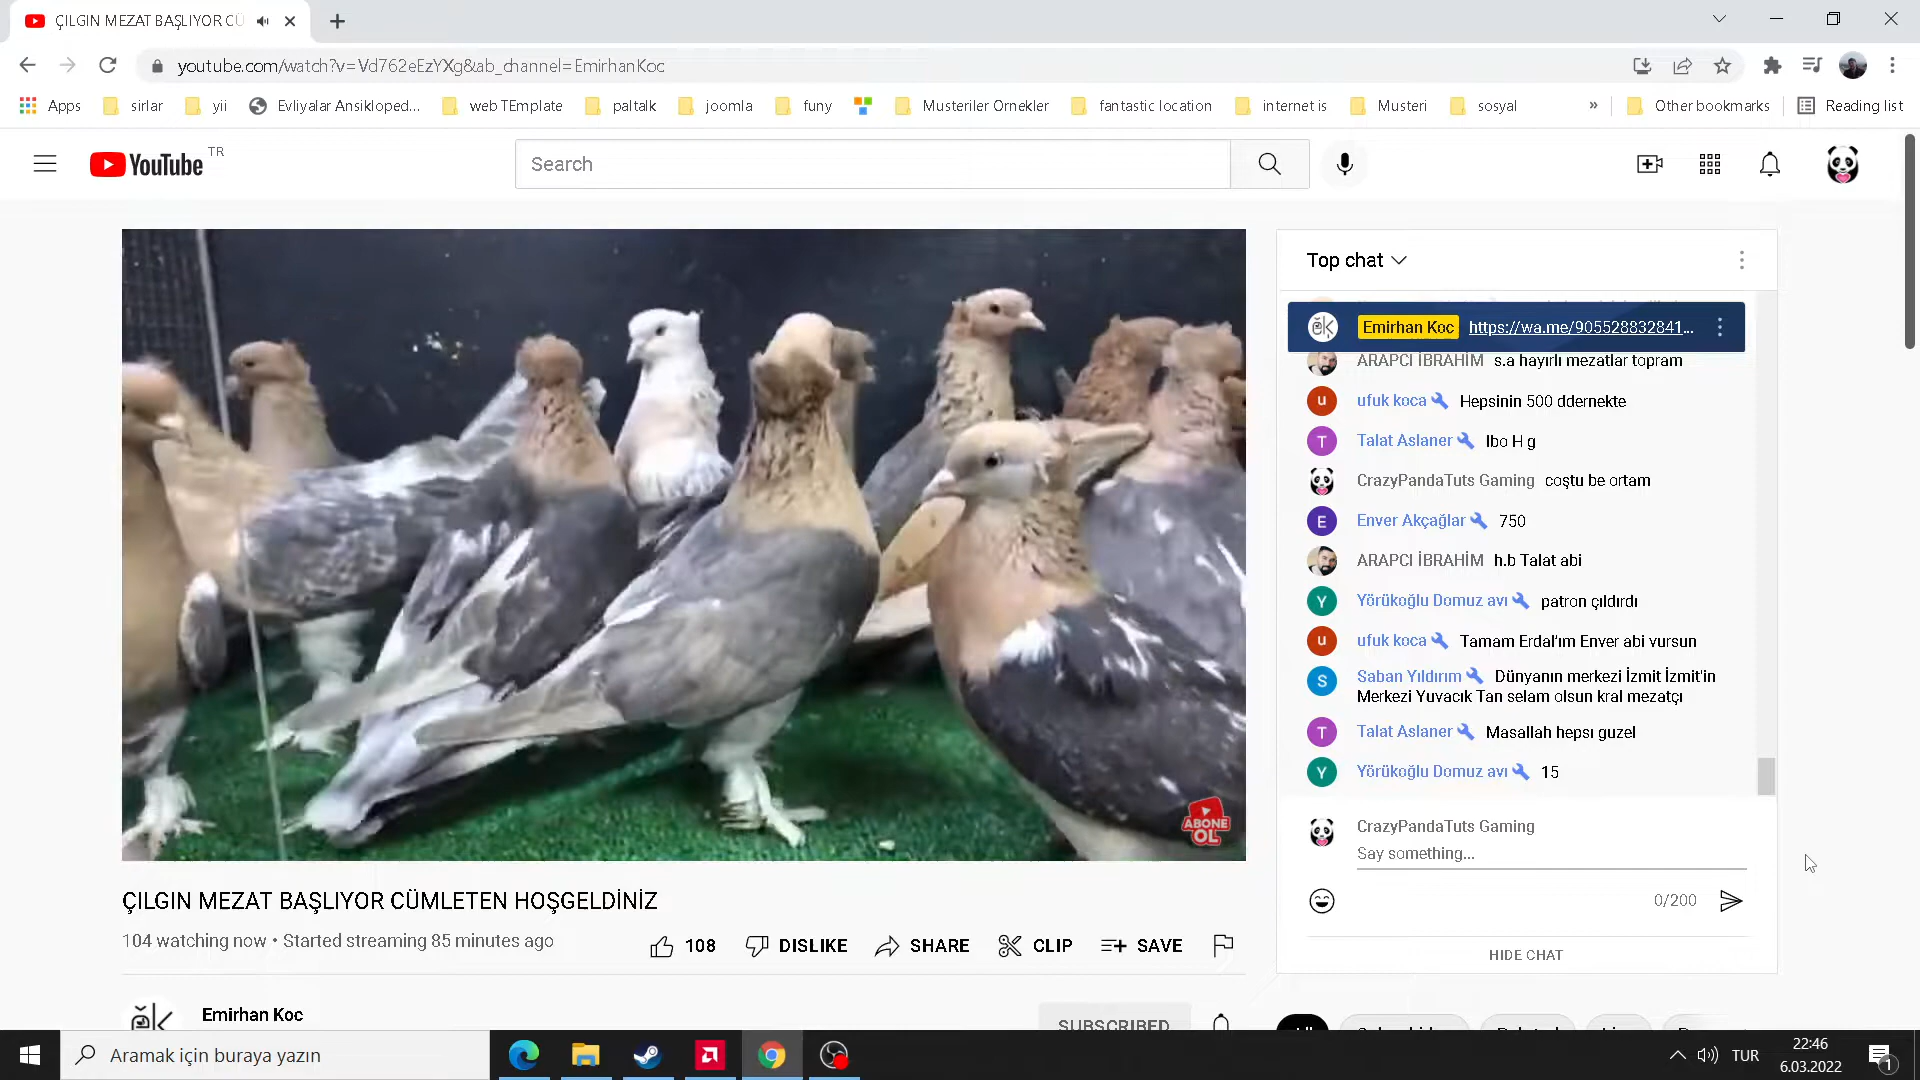 ÇILGIN MEZAT BAŞLIYOR CÜ
youtube.com/watch?v=Vd762eEzYXg&ab_channel=EmirhanKoc
Apps sirlar yii Evliyalar Ansikloped... web TEmplate paltalk joomla funy Musteriler Ornekler fantastic location internet is Musteri sosyal » Other bookmarks Reading list
YouTube TR
Search
Top chat
Emirhan Koc https://wa.me/905528832841...
ARAPCI İBRAHİM s.a hayırlı mezatlar topram
ufuk koca Hepsinin 500 ddernekte
Talat Aslaner Ibo H g
CrazyPandaTuts Gaming coştu be ortam
Enver Akçağlar 750
ARAPCI İBRAHİM h.b Talat abi
Yörükoğlu Domuz avı patron çıldırdı
ufuk koca Tamam Erdal'ım Enver abi vursun
Saban Yıldırım Dünyanın merkezi İzmit İzmit'in
Merkezi Yuvacık Tan selam olsun kral mezatçı
Talat Aslaner Masallah hepsı guzel
Yörükoğlu Domuz avı 15
CrazyPandaTuts Gaming
Say something...
0/200
HIDE CHAT
ABONE
OL
ÇILGIN MEZAT BAŞLIYOR CÜMLETEN HOŞGELDİNİZ
104 watching now • Started streaming 85 minutes ago
108 DISLIKE SHARE CLIP SAVE
Emirhan Koc
SUBSCRIBED
Aramak için buraya yazın
TUR
22:46
6.03.2022
1